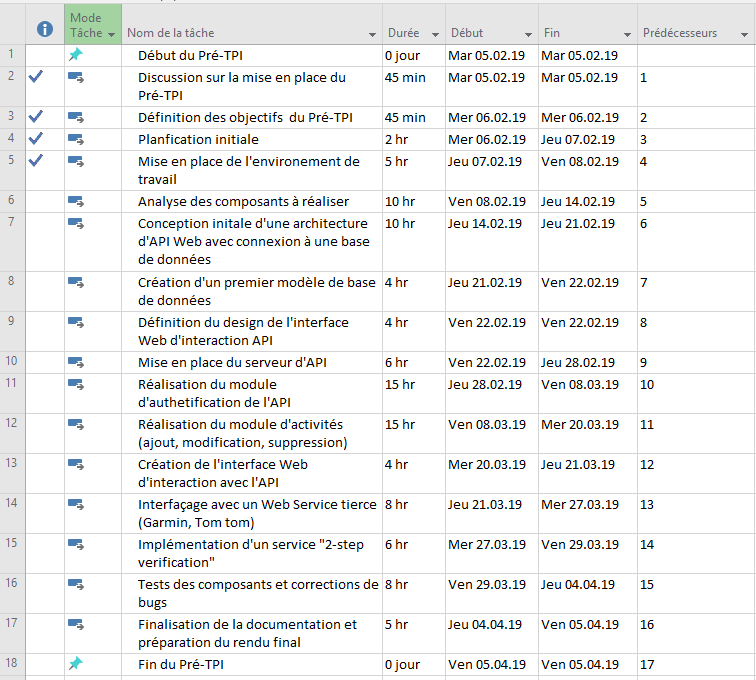 Mode
Tâche Nom de la tâche Durée Début Fin Prédécesseurs
1 Début du Pré-TPI 0 jour Mar 05.02.19 Mar 05.02.19
2 Discussion sur la mise en place du 45 min Mar 05.02.19 Mar 05.02.19 1
Pré-TPI
3 Définition des objectifs du Pré-TPI 45 min Mer 06.02.19 Mer 06.02.19 2
4 Planfication initiale 2 hr Mer 06.02.19 Jeu 07.02.19 3
5 Mise en place de l'environement de 5 hr Jeu 07.02.19 Ven 08.02.19 4
travail
6 Analyse des composants à réaliser 10 hr Ven 08.02.19 Jeu 14.02.19 5
7 Conception initale d'une architecture 10 hr Jeu 14.02.19 Jeu 21.02.19 6
d'API Web avec connexion à une base
de données
8 Création d'un premier modèle de base 4 hr Jeu 21.02.19 Ven 22.02.19 7
de données
9 Définition du design de l'interface 4 hr Ven 22.02.19 Ven 22.02.19 8
Web d'interaction API
10 Mise en place du serveur d'API 6 hr Ven 22.02.19 Jeu 28.02.19 9
11 Réalisation du module 15 hr Jeu 28.02.19 Ven 08.03.19 10
d'authetification de l'API
12 Réalisation du module d'activités 15 hr Ven 08.03.19 Mer 20.03.19 11
(ajout, modification, suppression)
13 Création de l'interface Web 4 hr Mer 20.03.19 Jeu 21.03.19 12
d'interaction avec l'API
14 Interfaçage avec un Web Service tierce 8 hr Jeu 21.03.19 Mer 27.03.19 13
(Garmin, Tom tom)
15 Implémentation d'un service "2-step 6 hr Mer 27.03.19 Ven 29.03.19 14
verification"
16 Tests des composants et corrections de 8 hr Ven 29.03.19 Jeu 04.04.19 15
bugs
17 Finalisation de la documentation et 5 hr Jeu 04.04.19 Ven 05.04.19 16
préparation du rendu final
18 Fin du Pré-TPI 0 jour Ven 05.04.19 Ven 05.04.19 17